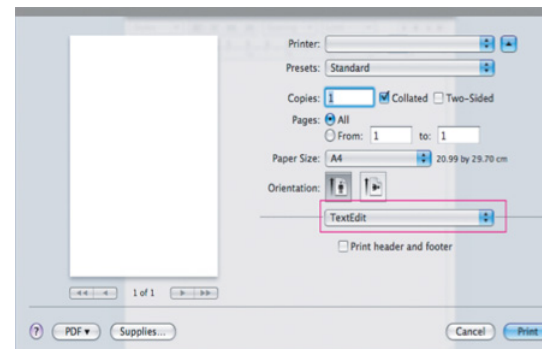 Printer:
Presets: Standard
Copies: 1 Collated Two-Sided
Pages: All
From: 1 to: 1
Paper Size: A4 20.99 by 29.70 cm
Orientation:
TextEdit
Print header and footer
1 of 1
? PDF Supplies... Cancel Print